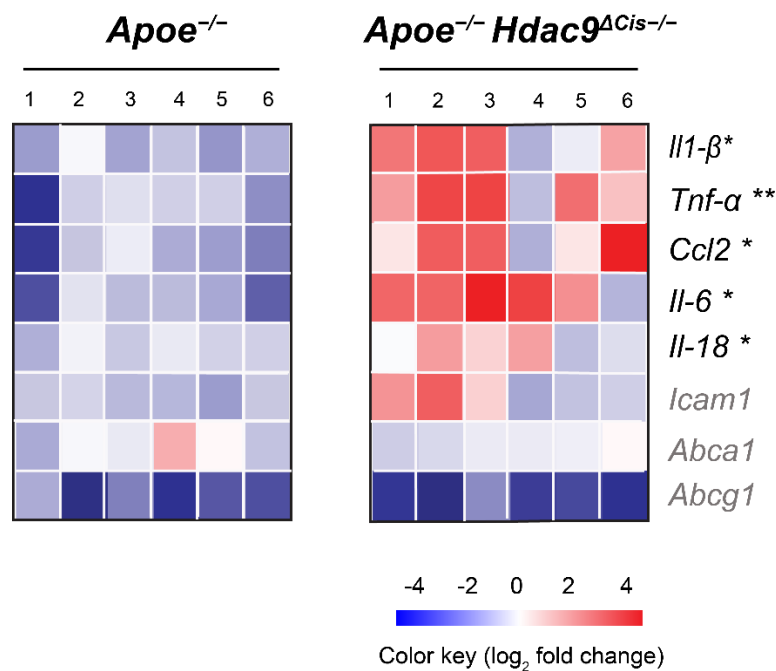 Apoe⁻/⁻ Apoe⁻/⁻ Hdac9ΔCis⁻/⁻
1 2 3 4 5 6 1 2 3 4 5 6
Il1-β*
Tnf-α **
Ccl2 *
Il-6 *
Il-18 *
Icam1
Abca1
Abcg1
-4 -2 0 2 4
Color key (log₂ fold change)